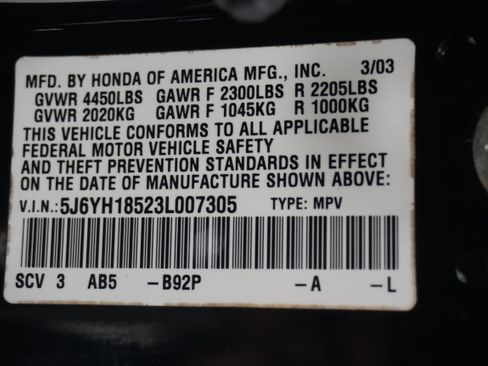 MFD. BY HONDA OF AMERICA MFG., INC. 3/03
GVWR 4450LBS GAWR F 2300LBS R 2205LBS
GVWR 2020KG GAWR F 1045KG R 1000KG
THIS VEHICLE CONFORMS TO ALL APPLICABLE
FEDERAL MOTOR VEHICLE SAFETY
AND THEFT PREVENTION STANDARDS IN EFFECT
ON THE DATE OF MANUFACTURE SHOWN ABOVE:
V.I.N.:5J6YH18523L007305 TYPE: MPV
SCV 3 AB5 –B92P –A –L